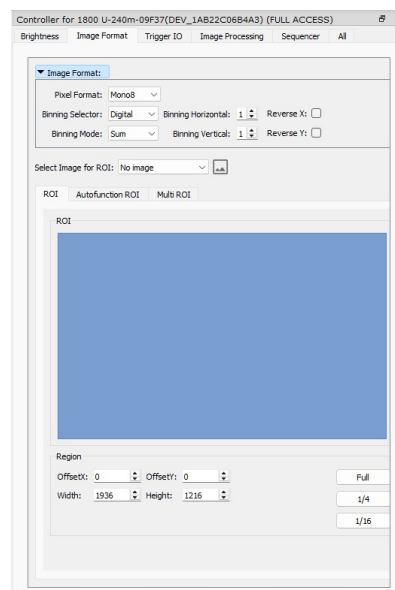 Controller for 1800 U-240m-09F37(DEV_1AB22C06B4A3) (FULL ACCESS)
Brightness Image Format Trigger IO Image Processing Sequencer All
Image Format:
Pixel Format: Mono8
Binning Selector: Digital Binning Horizontal: 1 Reverse X:
Binning Mode: Sum Binning Vertical: 1 Reverse Y:
Select Image for ROI: No image
ROI Autofunction ROI Multi ROI
ROI
Region
OffsetX: 0 OffsetY: 0 Full
Width: 1936 Height: 1216 1/4
1/16